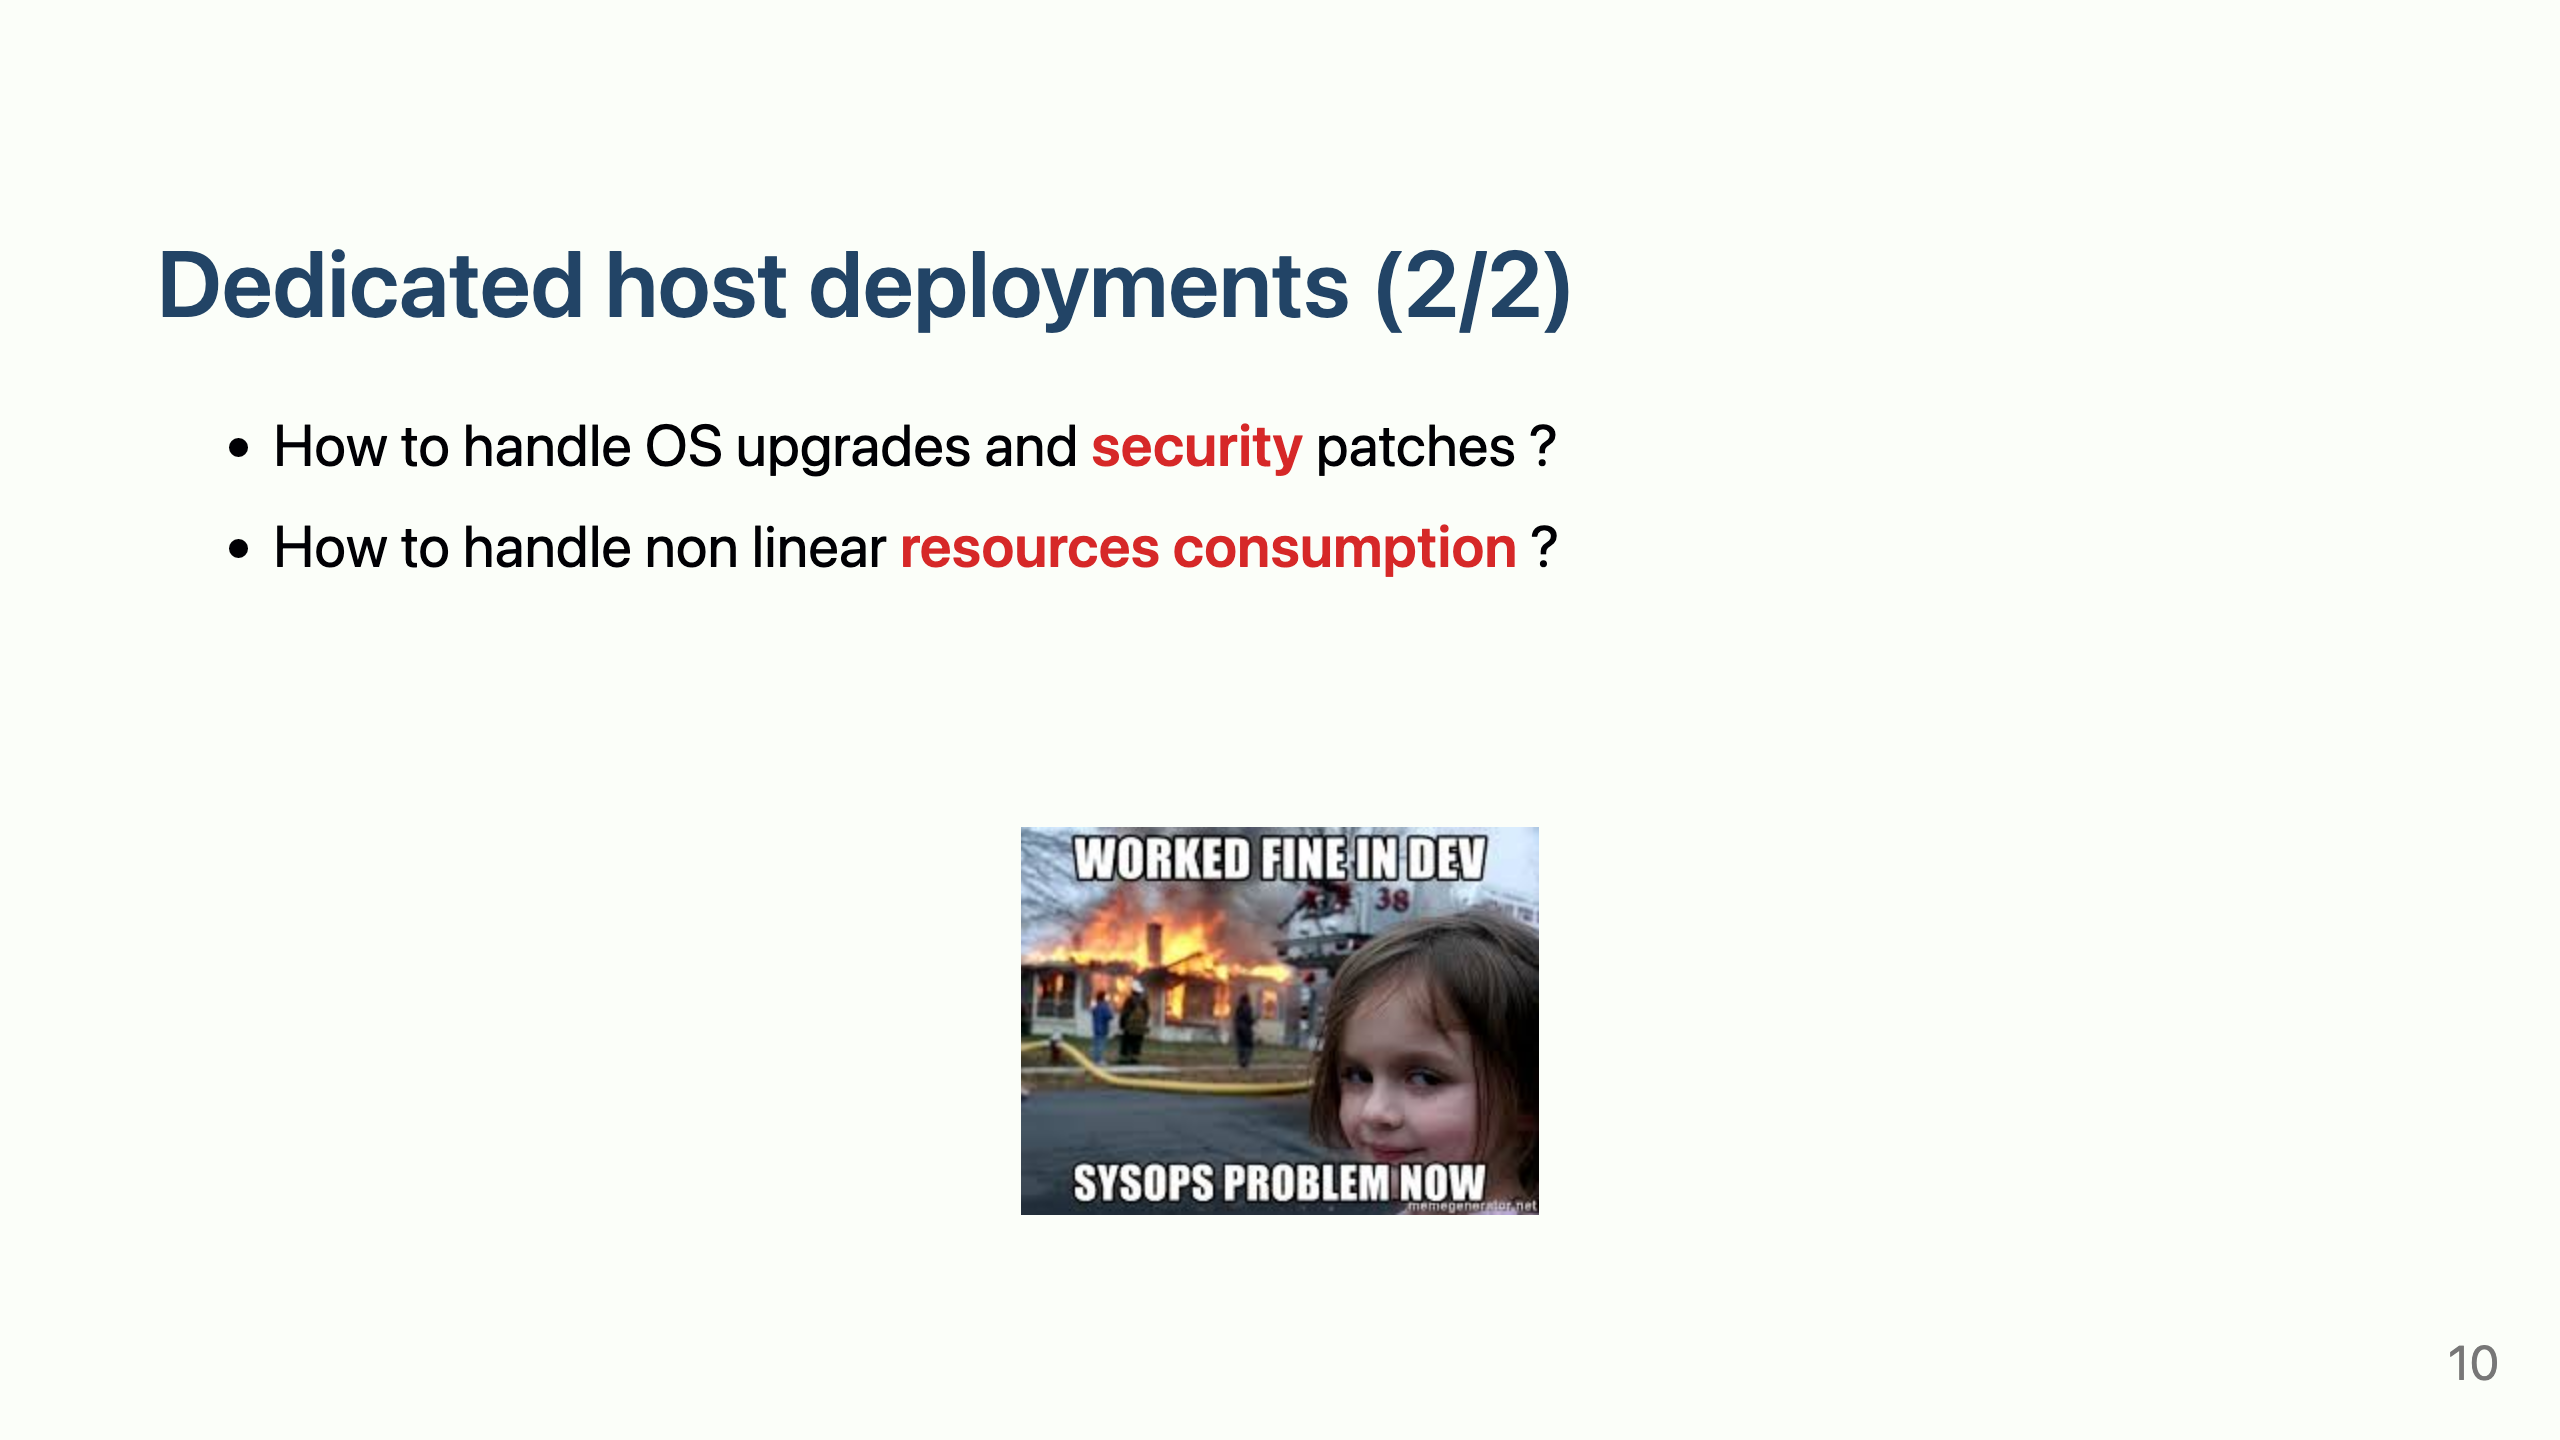 Dedicated host deployments (2/2)
• How to handle OS upgrades and security patches ?
• How to handle non linear resources consumption ?
WORKED FINE IN DEV
38
SYSOPS PROBLEM NOW
memegenerator.net
10